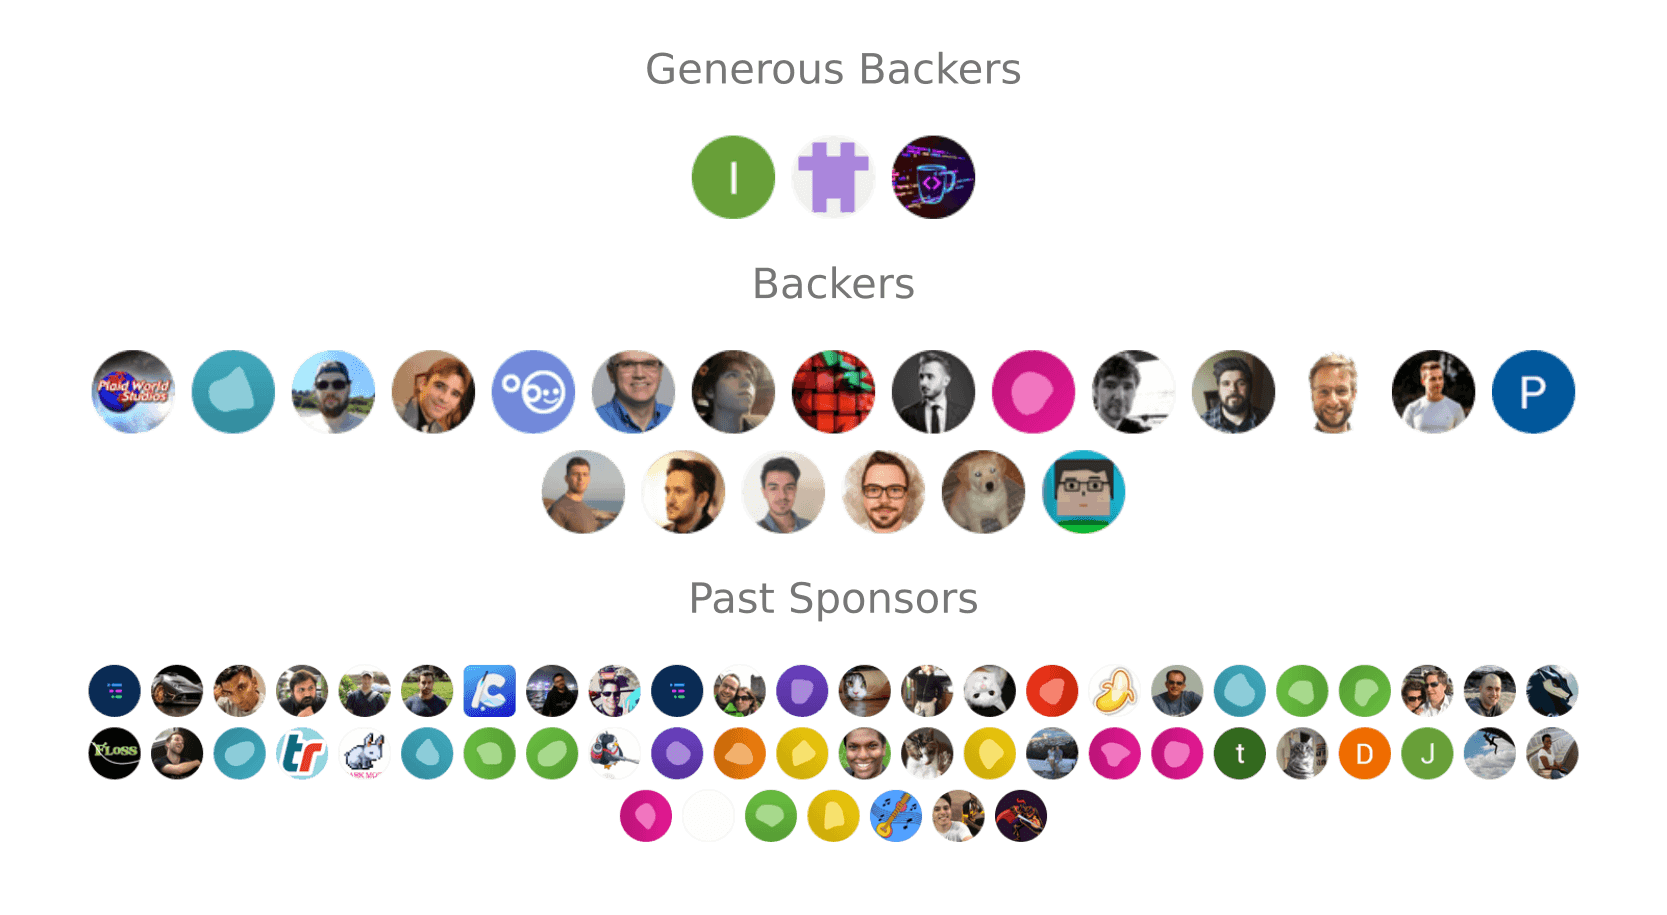 Generous Backers
I
Backers
Plaid World
Studios
P
Past Sponsors
FLOSS
tr
t
D
J